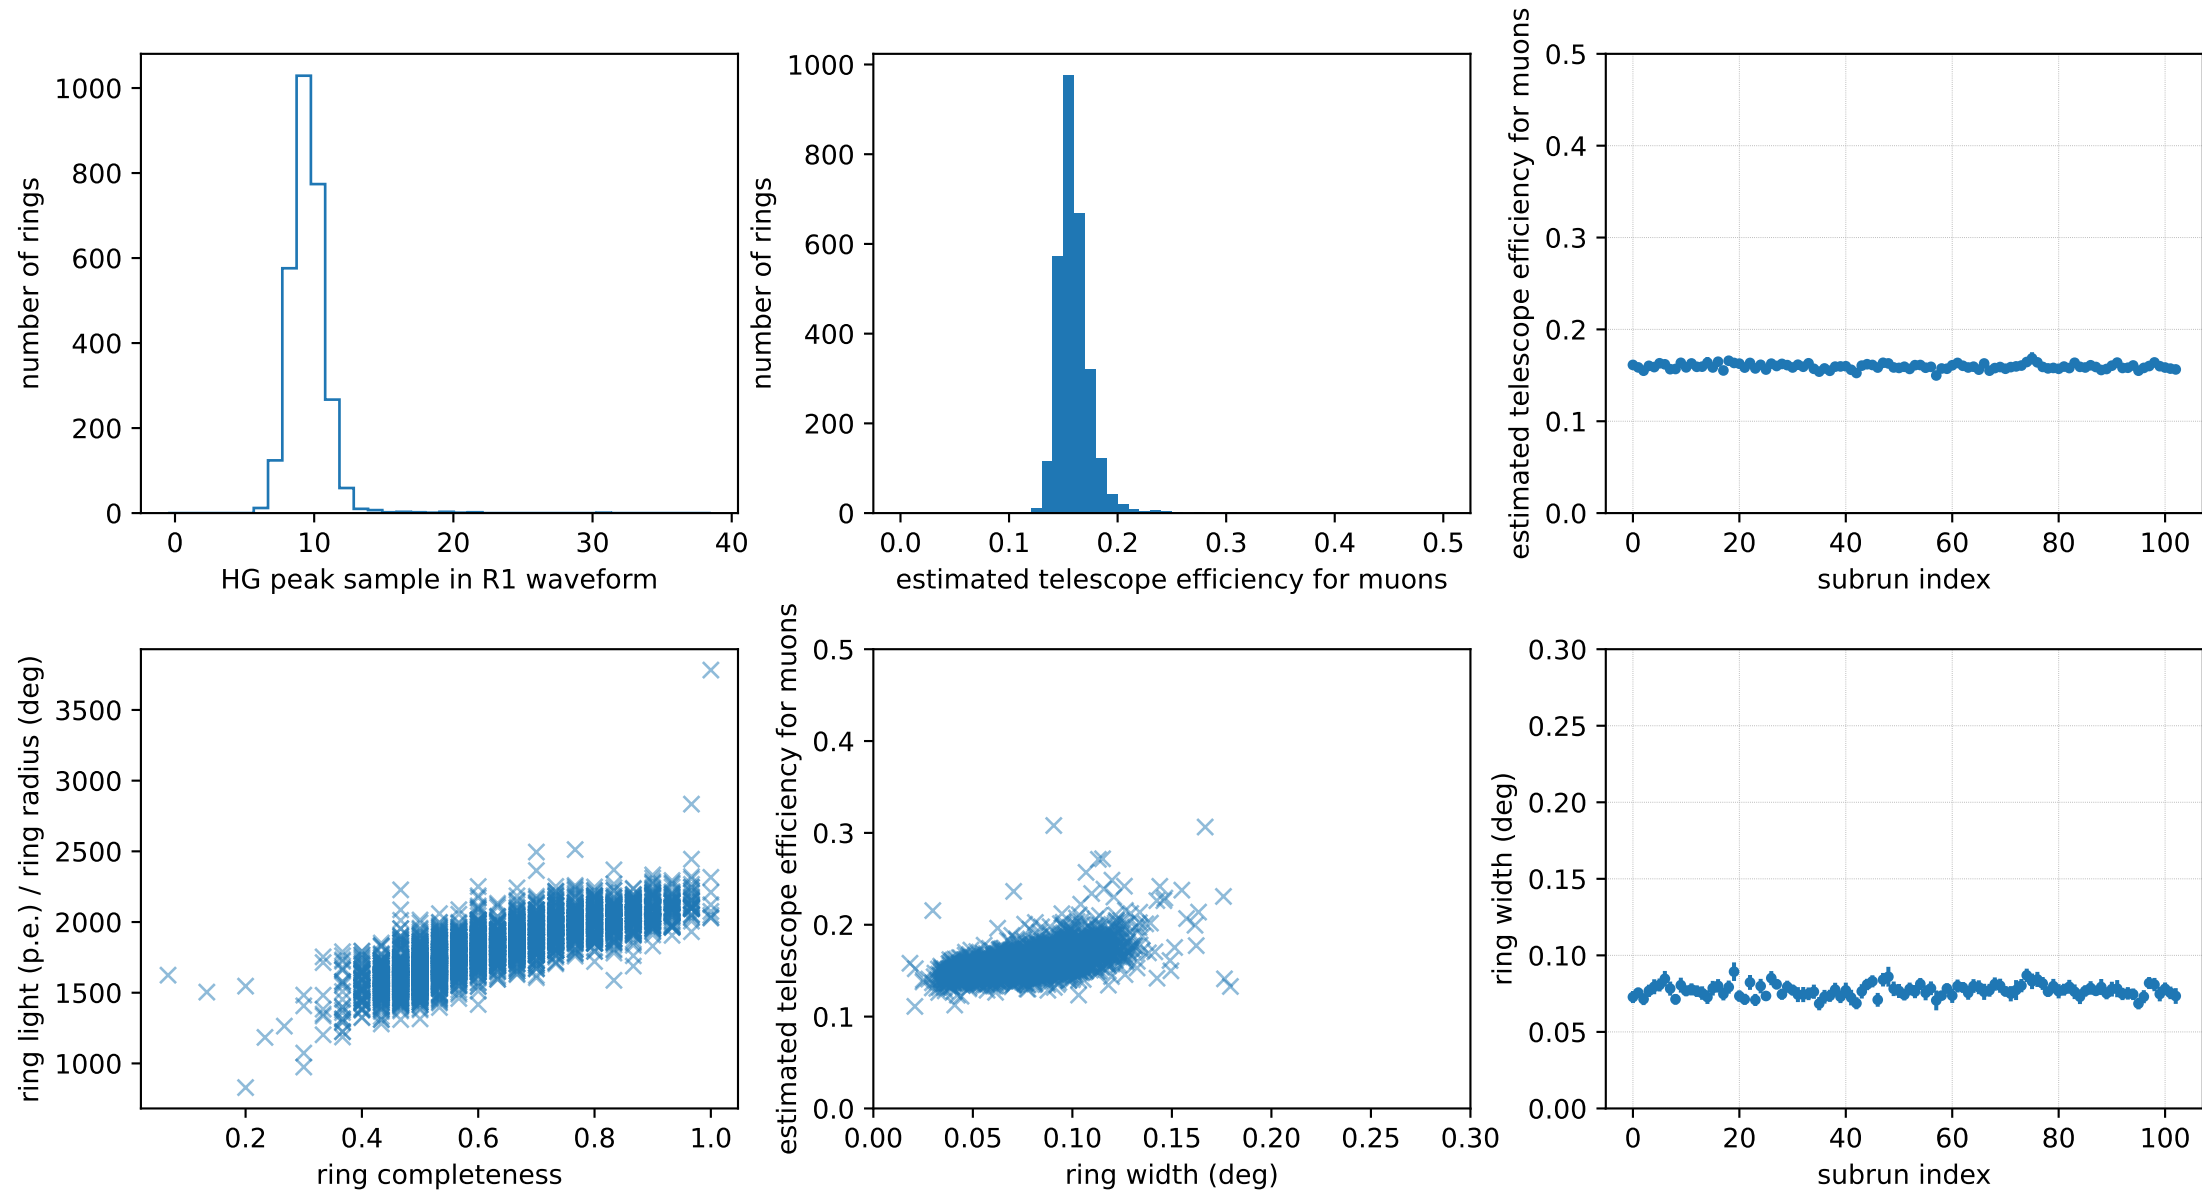 number of rings
1000
800
600
400
200
0
0 10 20 30 40
HG peak sample in R1 waveform
number of rings
1000
800
600
400
200
0
0.0 0.1 0.2 0.3 0.4 0.5
estimated telescope efficiency for muons
estimated telescope efficiency for muons
0.5
0.4
0.3
0.2
0.1
0.0
0 20 40 60 80 100
subrun index
ring light (p.e.) / ring radius (deg)
3500
3000
2500
2000
1500
1000
0.2 0.4 0.6 0.8 1.0
ring completeness
estimated telescope efficiency for muons
0.5
0.4
0.3
0.2
0.1
0.0
0.00 0.05 0.10 0.15 0.20 0.25 0.30
ring width (deg)
ring width (deg)
0.30
0.25
0.20
0.15
0.10
0.05
0.00
0 20 40 60 80 100
subrun index